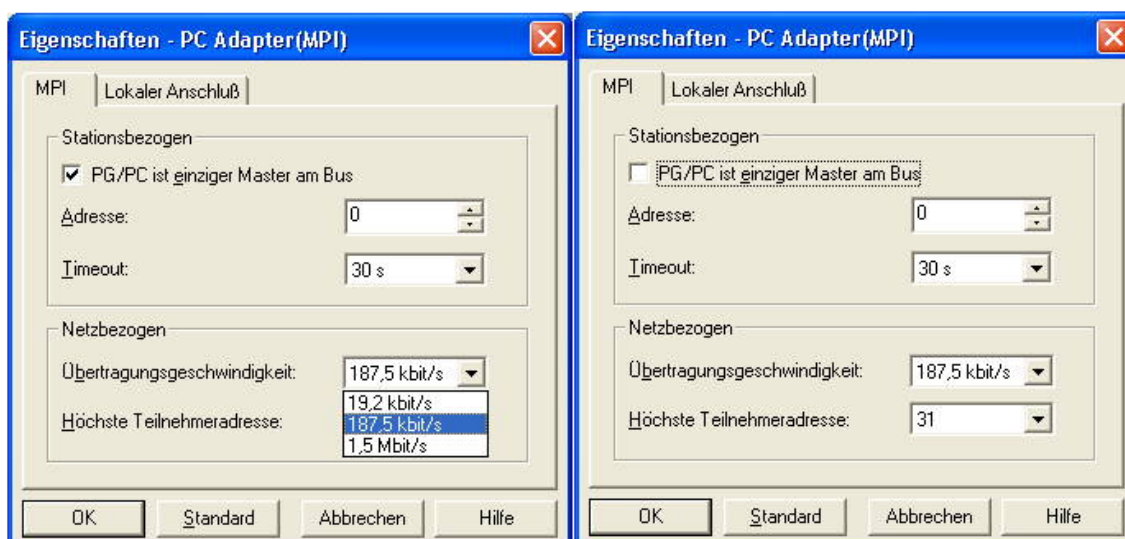 Eigenschaften - PC Adapter(MPI)
MPI
Lokaler Anschluß
Stationsbezogen
PG/PC ist einziger Master am Bus
Adresse:
0
Timeout:
30 s
Netzbezogen
Übertragungsgeschwindigkeit:
187,5 kbit/s
19,2 kbit/s
187,5 kbit/s
1,5 Mbit/s
Höchste Teilnehmeradresse:
OK
Standard
Abbrechen
Hilfe
Eigenschaften - PC Adapter(MPI)
MPI
Lokaler Anschluß
Stationsbezogen
PG/PC ist einziger Master am Bus
Adresse:
0
Timeout:
30 s
Netzbezogen
Übertragungsgeschwindigkeit:
187,5 kbit/s
Höchste Teilnehmeradresse:
31
OK
Standard
Abbrechen
Hilfe